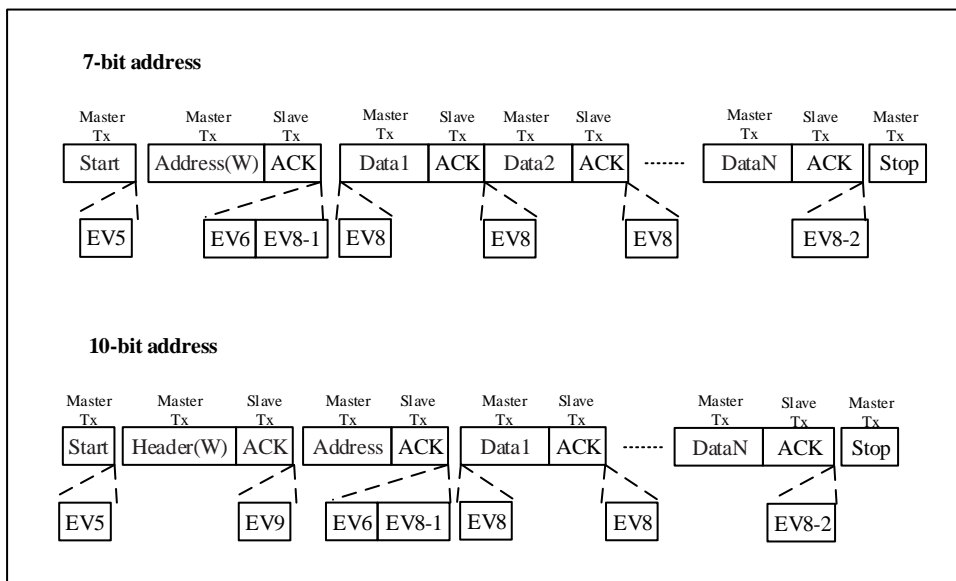 7-bit address
Master Master Slave Master Slave Master Slave Master Slave Master
Tx Tx Tx Tx Tx Tx Tx Tx Tx Tx
Start Address(W) ACK Data1 ACK Data2 ACK DataN ACK Stop
EV5 EV6 EV8-1 EV8 EV8 EV8 EV8-2
10-bit address
Master Master Slave Master Slave Master Slave Master Slave Master
Tx Tx Tx Tx Tx Tx Tx Tx Tx Tx
Start Header(W) ACK Address ACK Data1 ACK DataN ACK Stop
EV5 EV9 EV6 EV8-1 EV8 EV8 EV8-2